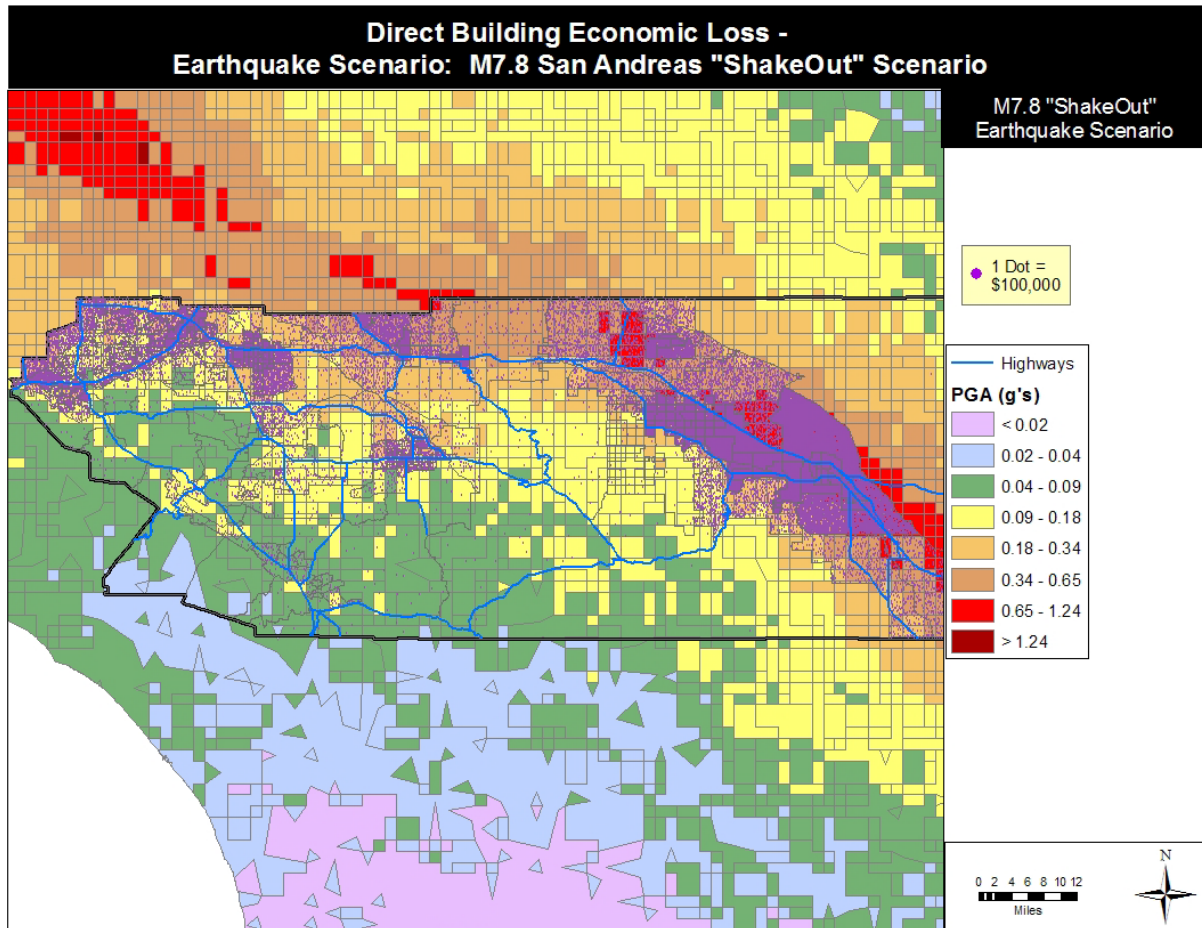 Direct Building Economic Loss -
Earthquake Scenario: M7.8 San Andreas "ShakeOut" Scenario
M7.8 "ShakeOut"
Earthquake Scenario
1 Dot =
$100,000
Highways
PGA (g's)
< 0.02
0.02 - 0.04
0.04 - 0.09
0.09 - 0.18
0.18 - 0.34
0.34 - 0.65
0.65 - 1.24
> 1.24
N
0 2 4 6 8 10 12
Miles